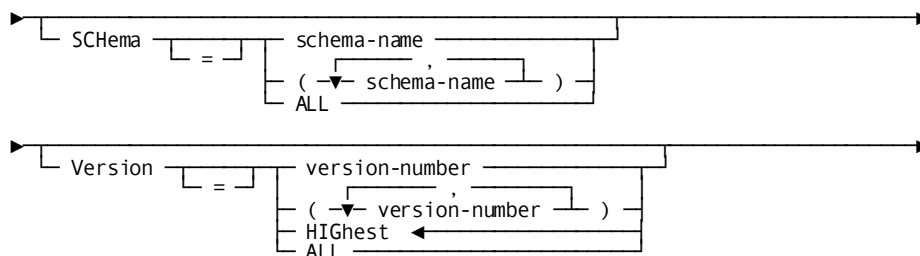 SCHema = schema-name
,
( schema-name )
ALL
Version = version-number
,
( version-number )
HIGhest
ALL